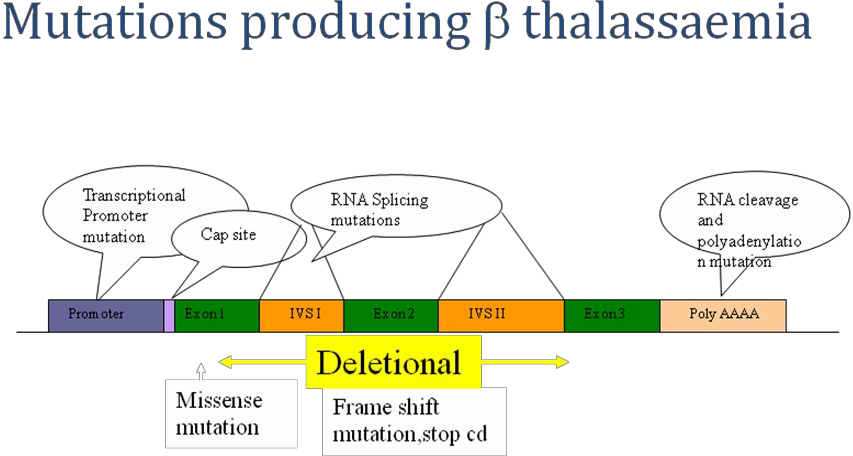 Mutations producing β thalassaemia
Transcriptional
Promoter
mutation
Cap site
RNA Splicing
mutations
RNA cleavage
and
polyadenylatio
n mutation
Promoter
Exon1
IVS I
Exon2
IVS II
Exon3
Poly AAAA
Deletional
Missense
mutation
Frame shift
mutation,stop cd